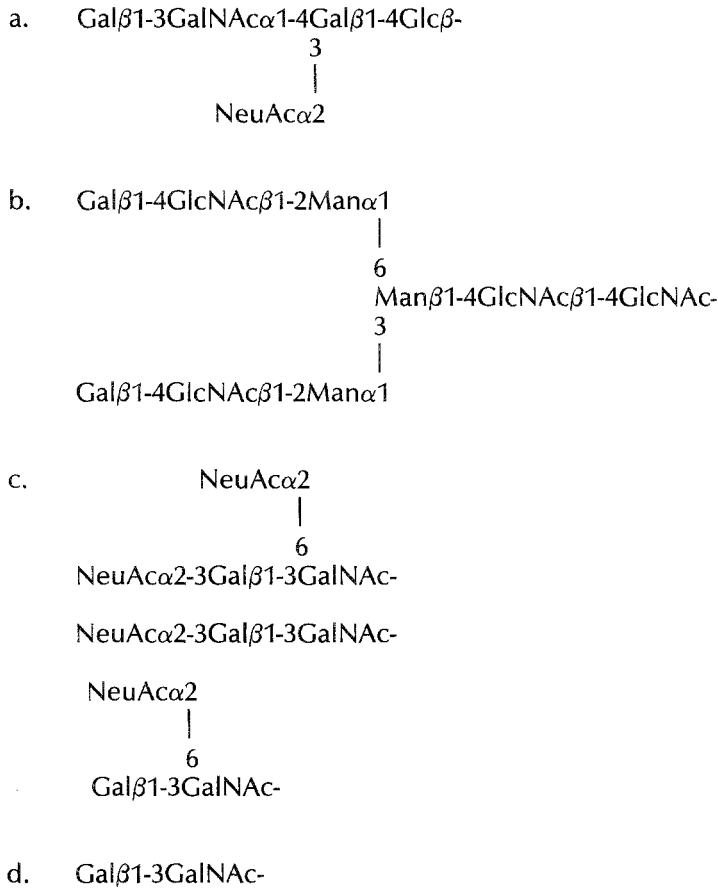 a. Galβ1-3GalNAcα1-4Galβ1-4Glcβ-
3
|
NeuAcα2
b. Galβ1-4GlcNAcβ1-2Manα1
|
6
Manβ1-4GlcNAcβ1-4GlcNAc-
3
|
Galβ1-4GlcNAcβ1-2Manα1
c. NeuAcα2
|
6
NeuAcα2-3Galβ1-3GalNAc-
NeuAcα2-3Galβ1-3GalNAc-
NeuAcα2
|
6
Galβ1-3GalNAc-
d. Galβ1-3GalNAc-